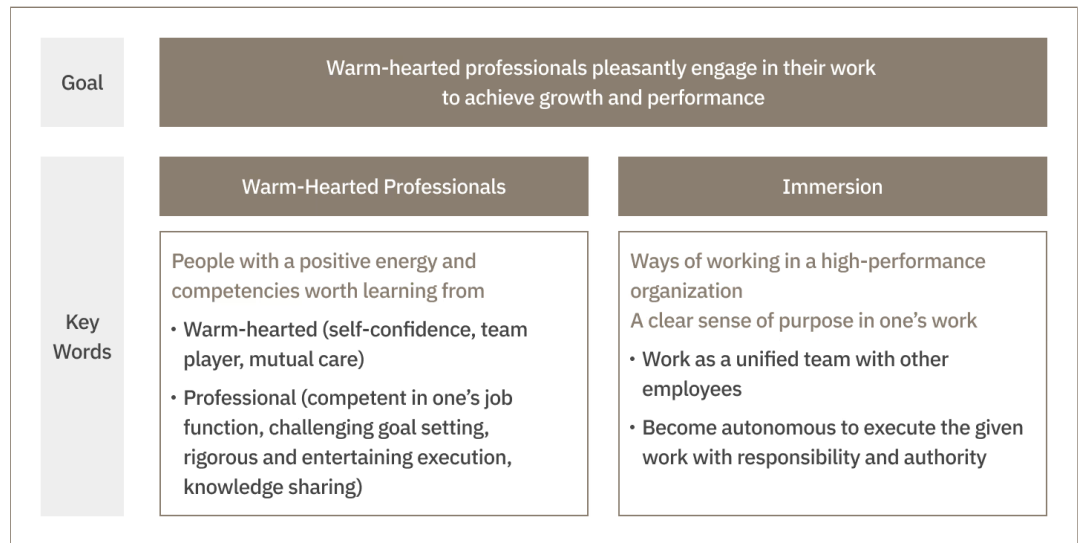 Goal
Warm-hearted professionals pleasantly engage in their work
to achieve growth and performance
Key
Words
Warm-Hearted Professionals
People with a positive energy and
competencies worth learning from
• Warm-hearted (self-confidence, team
player, mutual care)
• Professional (competent in one’s job
function, challenging goal setting,
rigorous and entertaining execution,
knowledge sharing)
Immersion
Ways of working in a high-performance
organization
A clear sense of purpose in one’s work
• Work as a unified team with other
employees
• Become autonomous to execute the given
work with responsibility and authority